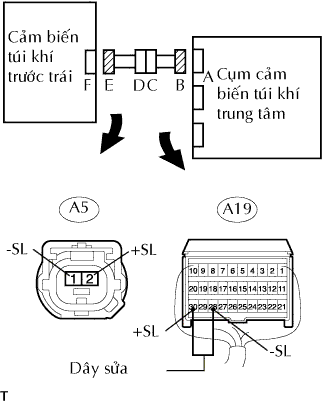 Cảm biến
túi khí
trước trái
F E D C B A
Cụm cảm
biến túi khí
trung tâm
A5
A19
-SL
+SL
1 2
10 9 8 7 6 5 4 3 2 1
20 19 18 17 16 15 14 13 12 11
30 29 28 27 26 25 24 23 22 21
+SL
-SL
Dây sửa
T